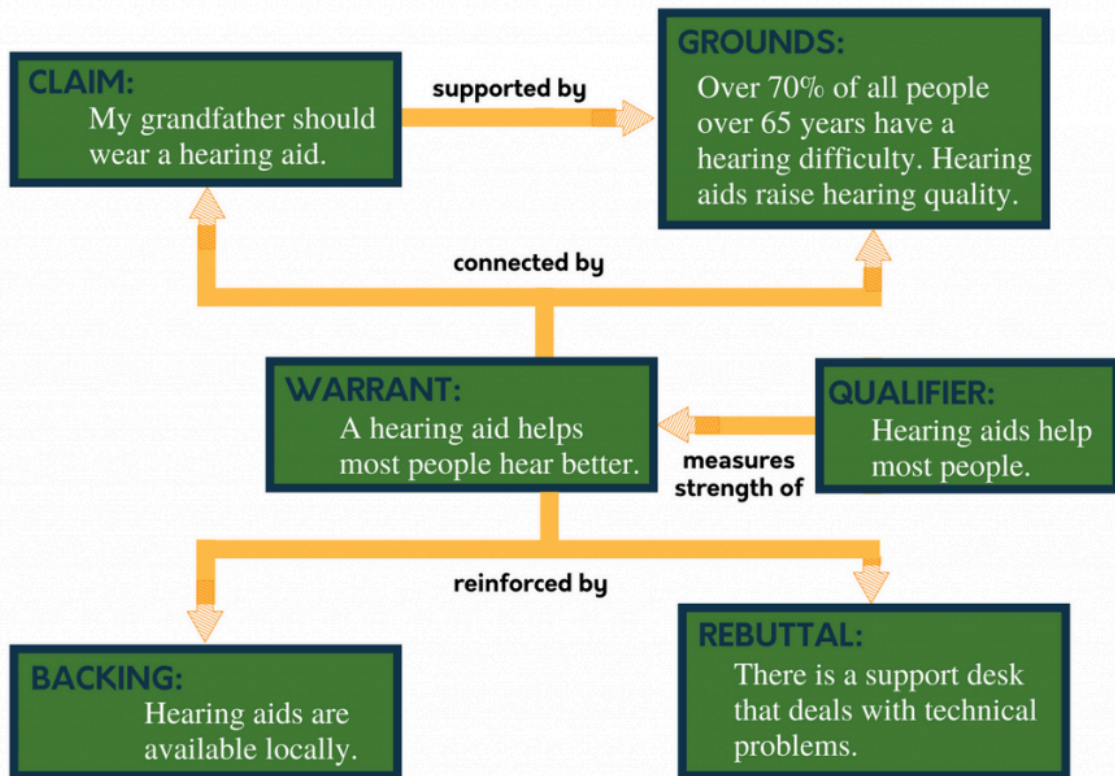 CLAIM:
My grandfather should
wear a hearing aid.
supported by
GROUNDS:
Over 70% of all people
over 65 years have a
hearing difficulty. Hearing
aids raise hearing quality.
connected by
WARRANT:
A hearing aid helps
most people hear better.
measures
strength of
QUALIFIER:
Hearing aids help
most people.
reinforced by
BACKING:
Hearing aids are
available locally.
REBUTTAL:
There is a support desk
that deals with technical
problems.